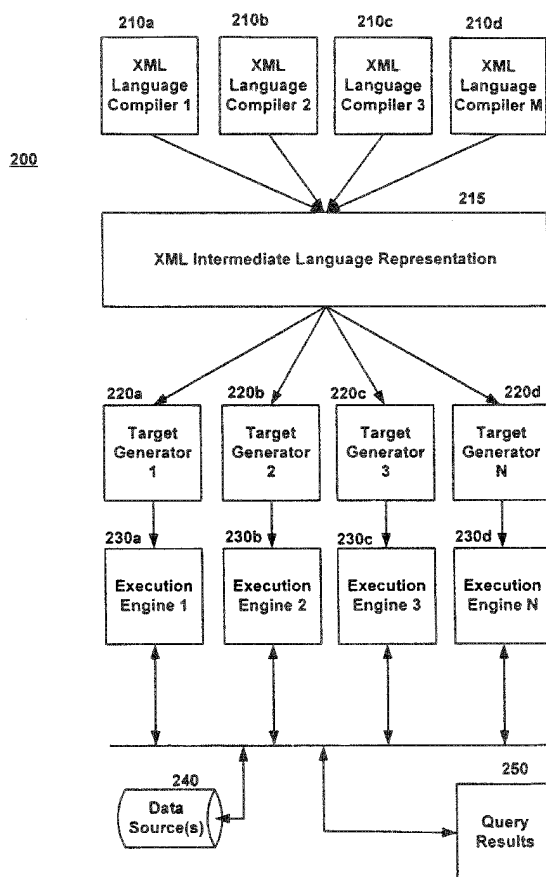 210a 210b 210c 210d
XML Language Compiler 1
XML Language Compiler 2
XML Language Compiler 3
XML Language Compiler M
200
215
XML Intermediate Language Representation
220a 220b 220c 220d
Target Generator 1
Target Generator 2
Target Generator 3
Target Generator N
230a 230b 230c 230d
Execution Engine 1
Execution Engine 2
Execution Engine 3
Execution Engine N
240
Data Source(s)
250
Query Results